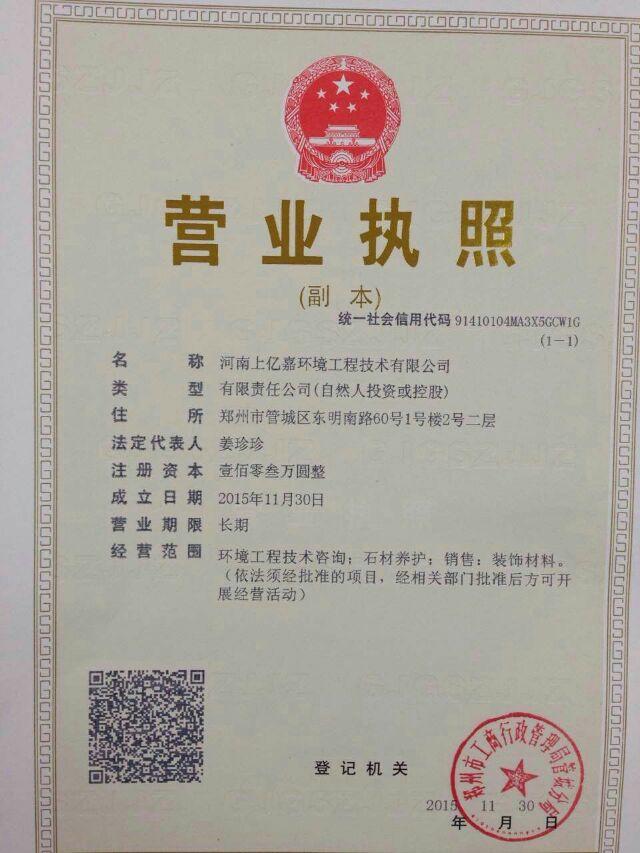 营业执照
(副 本)
统一社会信用代码 91410104MA3X5GCW1G
(1-1)
名 称 河南上亿嘉环境工程技术有限公司
类 型 有限责任公司(自然人投资或控股)
住 所 郑州市管城区东明南路60号1号楼2号二层
法定代表人 姜珍珍
注册资本 壹佰零叁万圆整
成立日期 2015年11月30日
营业期限 长期
经营范围 环境工程技术咨询；石材养护；销售：装饰材料。
（依法须经批准的项目，经相关部门批准后方可开
展经营活动）
郑州市工商行政管理局管城分局
登记机关
2015 11 30
年 月 日